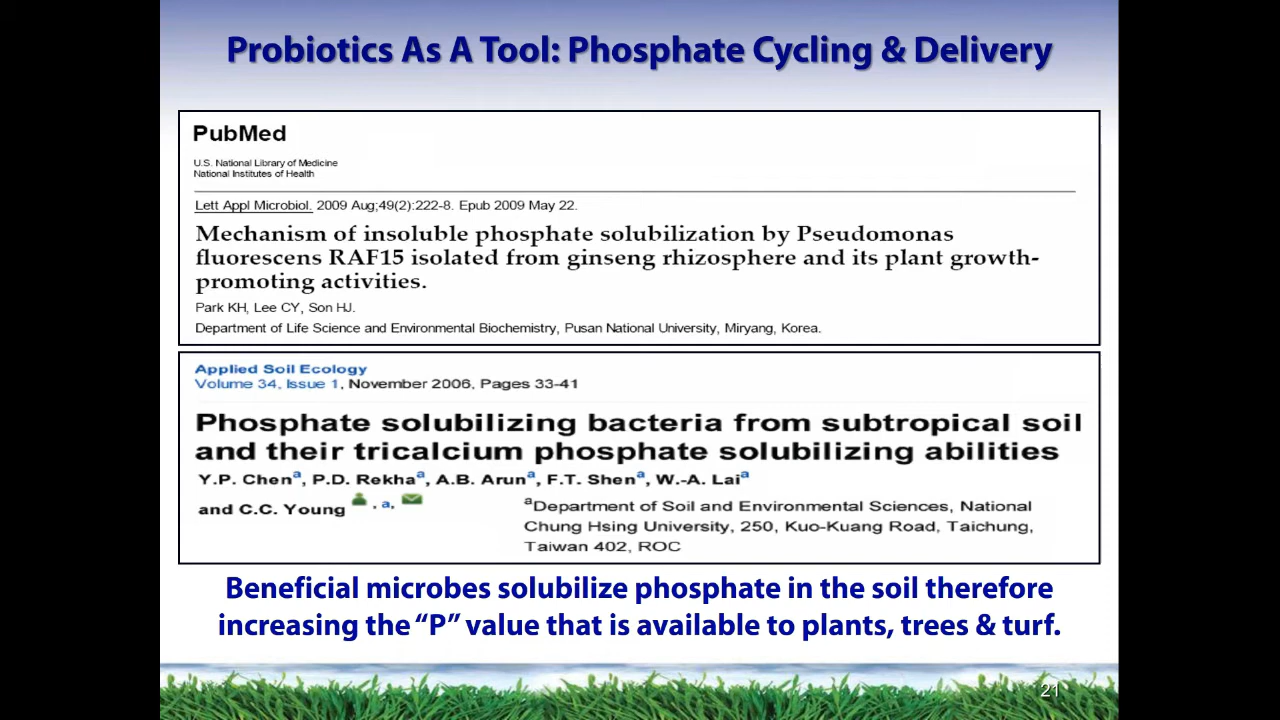 Probiotics As A Tool: Phosphate Cycling & Delivery
PubMed
U.S. National Library of Medicine
National Institutes of Health
Lett Appl Microbiol. 2009 Aug;49(2):222-8. Epub 2009 May 22.
Mechanism of insoluble phosphate solubilization by Pseudomonas
fluorescens RAF15 isolated from ginseng rhizosphere and its plant growth-
promoting activities.
Park KH, Lee CY, Son HJ.
Department of Life Science and Environmental Biochemistry, Pusan National University, Miryang, Korea.
Applied Soil Ecology
Volume 34, Issue 1, November 2006, Pages 33-41
Phosphate solubilizing bacteria from subtropical soil
and their tricalcium phosphate solubilizing abilities
Y.P. Chena, P.D. Rekhaa, A.B. Aruna, F.T. Shena, W.-A. Laia
and C.C. Young , a,
aDepartment of Soil and Environmental Sciences, National
Chung Hsing University, 250, Kuo-Kuang Road, Taichung,
Taiwan 402, ROC
Beneficial microbes solubilize phosphate in the soil therefore
increasing the “P” value that is available to plants, trees & turf.
21